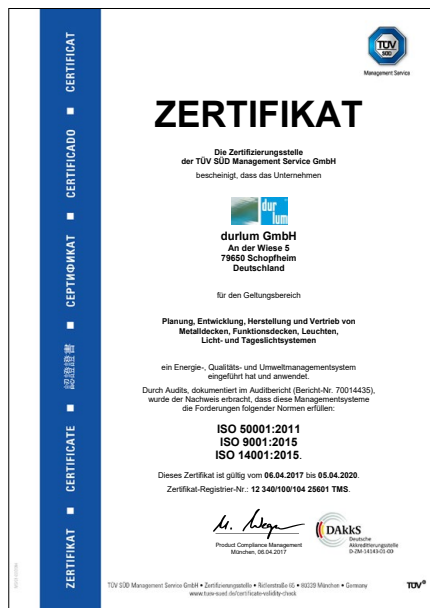 TÜV
SÜD
Management Service
ZERTIFIKAT ■ CERTIFICATE ■ 認證證書 ■ СЕРТИФИКАТ ■ CERTIFICADO ■ CERTIFICAT
ZERTIFIKAT
Die Zertifizierungsstelle
der TÜV SÜD Management Service GmbH
bescheinigt, dass das Unternehmen
dur
lum
durlum GmbH
An der Wiese 5
79650 Schopfheim
Deutschland
für den Geltungsbereich
Planung, Entwicklung, Herstellung und Vertrieb von
Metalldecken, Funktionsdecken, Leuchten,
Licht- und Tageslichtsystemen
ein Energie-, Qualitäts- und Umweltmanagementsystem
eingeführt hat und anwendet.
Durch Audits, dokumentiert im Auditbericht (Bericht-Nr. 70014435),
wurde der Nachweis erbracht, dass diese Managementsysteme
die Forderungen folgender Normen erfüllen:
ISO 50001:2011
ISO 9001:2015
ISO 14001:2015.
Dieses Zertifikat ist gültig vom 06.04.2017 bis 05.04.2020.
Zertifikat-Registrier-Nr.: 12 340/100/104 25601 TMS.
Product Compliance Management
München, 06.04.2017
DAkkS
Deutsche
Akkreditierungsstelle
D-ZM-14143-01-00
TÜV SÜD Management Service GmbH • Zertifizierungsstelle • Ridlerstraße 65 • 80339 München • Germany
www.tuev-sued.de/certificate-validity-check
TÜV®